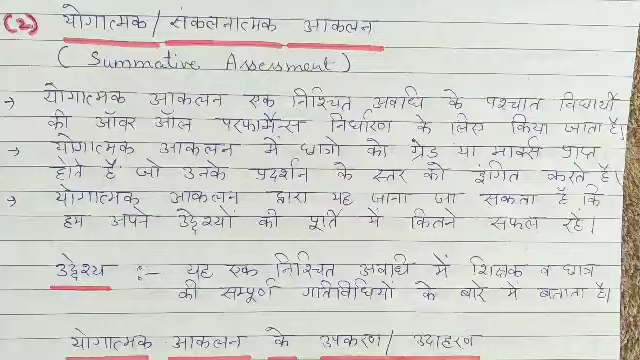 (2) योगात्मक / संकलनात्मक आकलन
( Summative Assessment )
→ योगात्मक आकलन एक निश्चित अवधि के पश्चात विद्यार्थी
की ऑवर ऑल परफार्मेन्स निर्धारण के लिए किया जाता है।
→ योगात्मक आकलन में छात्रो को ग्रेड या मार्क्स प्राप्त
होते है जो उनके प्रदर्शन के स्तर को इंगित करते है।
→ योगात्मक आकलन द्वारा यह जाना जा सकता है कि
हम अपने उद्देश्यों की पूर्ति में कितने सफल रहे।
उद्देश्य :- यह एक निश्चित अवधि में शिक्षक व छात्र
की सम्पूर्ण गतिविधियों के बारे मे बताता है।
योगात्मक आकलन के उपकरण / उदाहरण